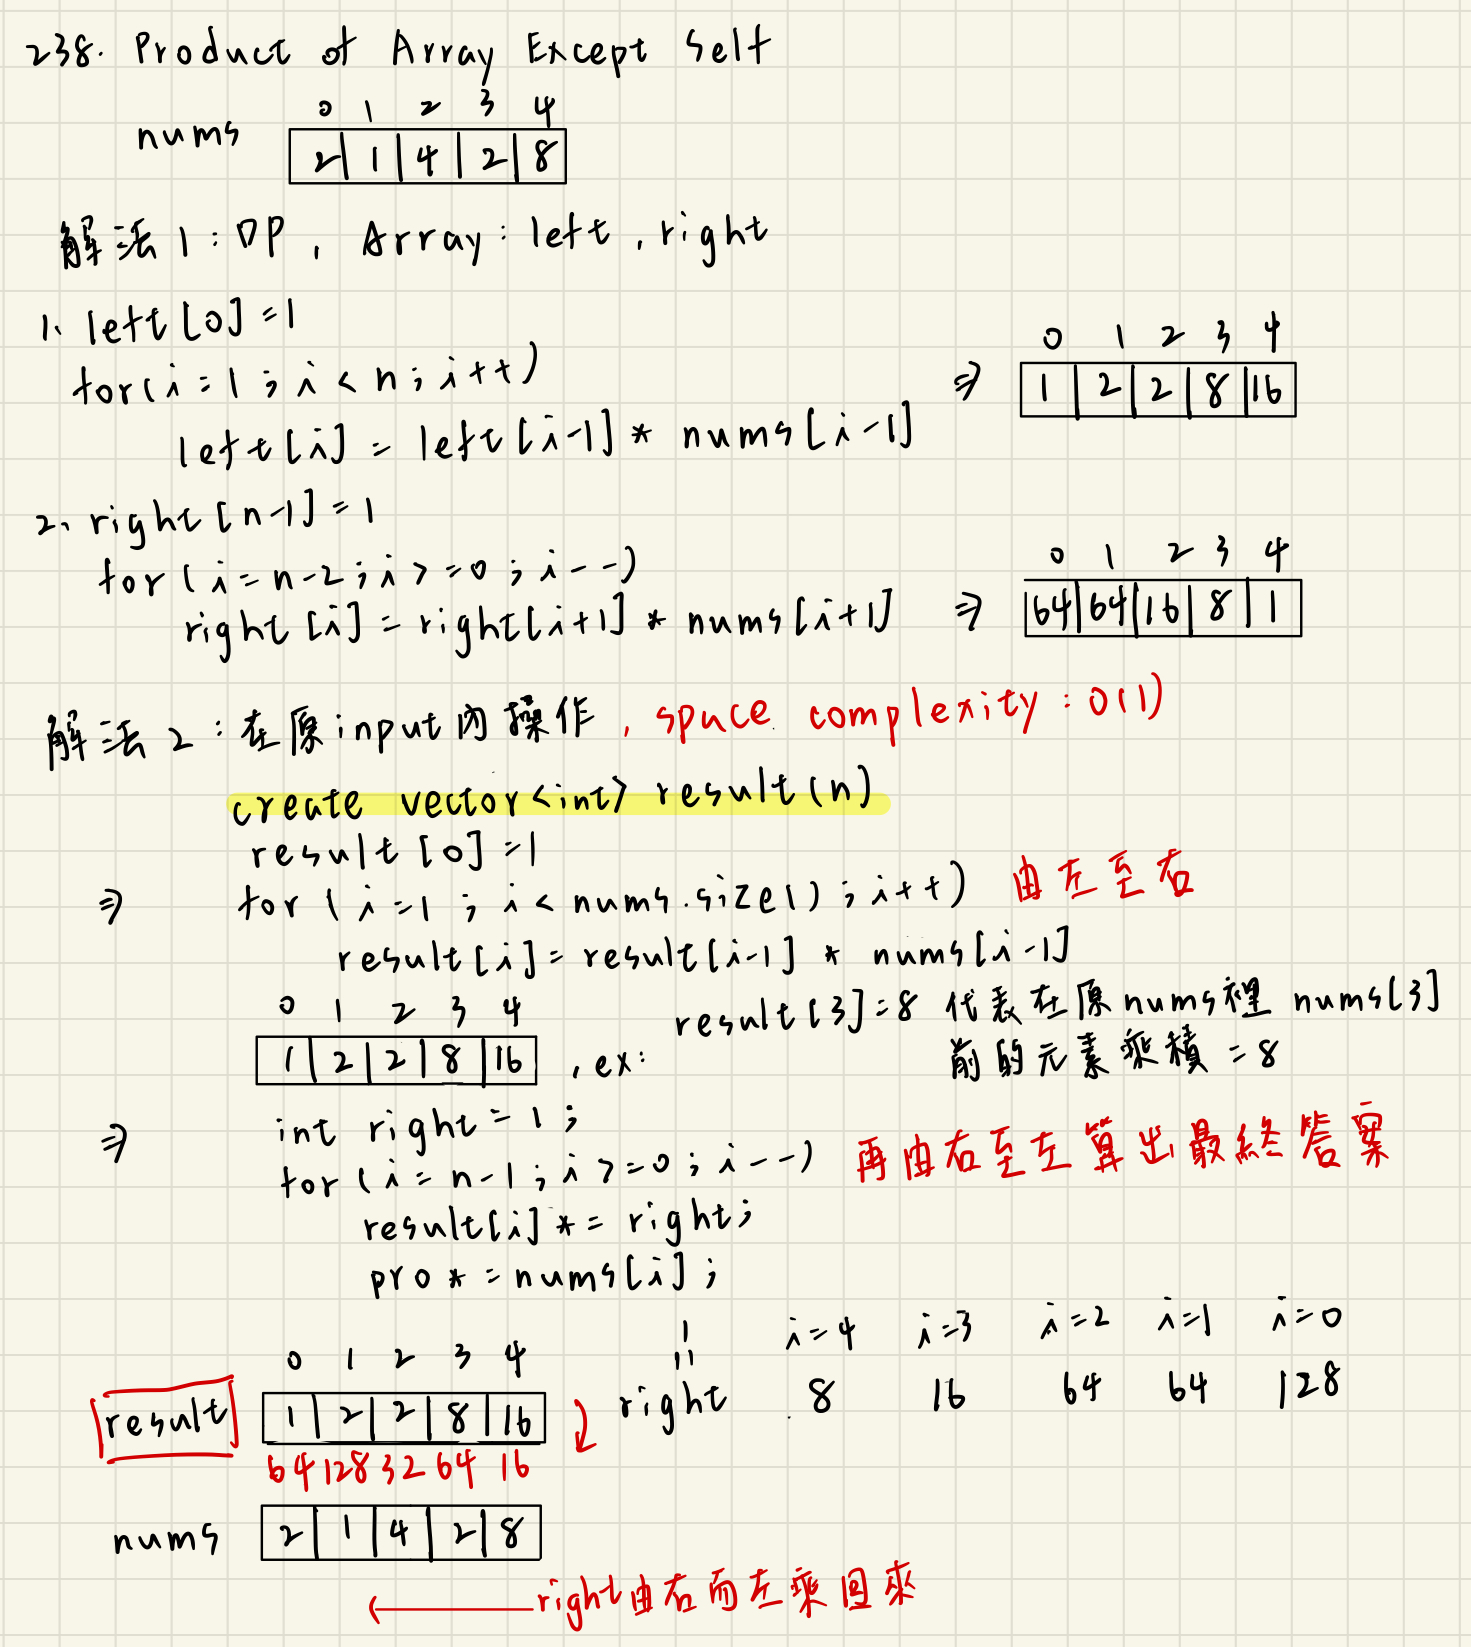 238. Product of Array Except Self
0 1 2 3 4
nums 2 1 4 2 8
解法1:DP, Array: left, right
1. left[0]=1
for(i=1; i<n; i++)
left[i] = left[i-1] * nums[i-1]
0 1 2 3 4
⇒ 1 2 2 8 16
2. right[n-1]=1
for(i=n-2; i>=0; i--)
right[i] = right[i+1] * nums[i+1]
0 1 2 3 4
⇒ 64 64 16 8 1
解法2:在原input內操作, space complexity: O(1)
create vector<int> result(n)
result[0]=1
⇒ for(i=1; i<nums.size(); i++) 由左至右
result[i]=result[i-1] * nums[i-1]
0 1 2 3 4
1 2 2 8 16 , ex: result[3]=8 代表在原nums裡 nums[3]
前的元素乘積=8
⇒ int right=1;
for(i=n-1; i>=0; i--) 再由右至左算出最終答案
result[i] *= right;
pro *= nums[i];
0 1 2 3 4
result 1 2 2 8 16
64 128 32 64 16
nums 2 1 4 2 8
1 i=4 i=3 i=2 i=1 i=0
=
right 8 16 64 64 128
← right由右而左乘回來